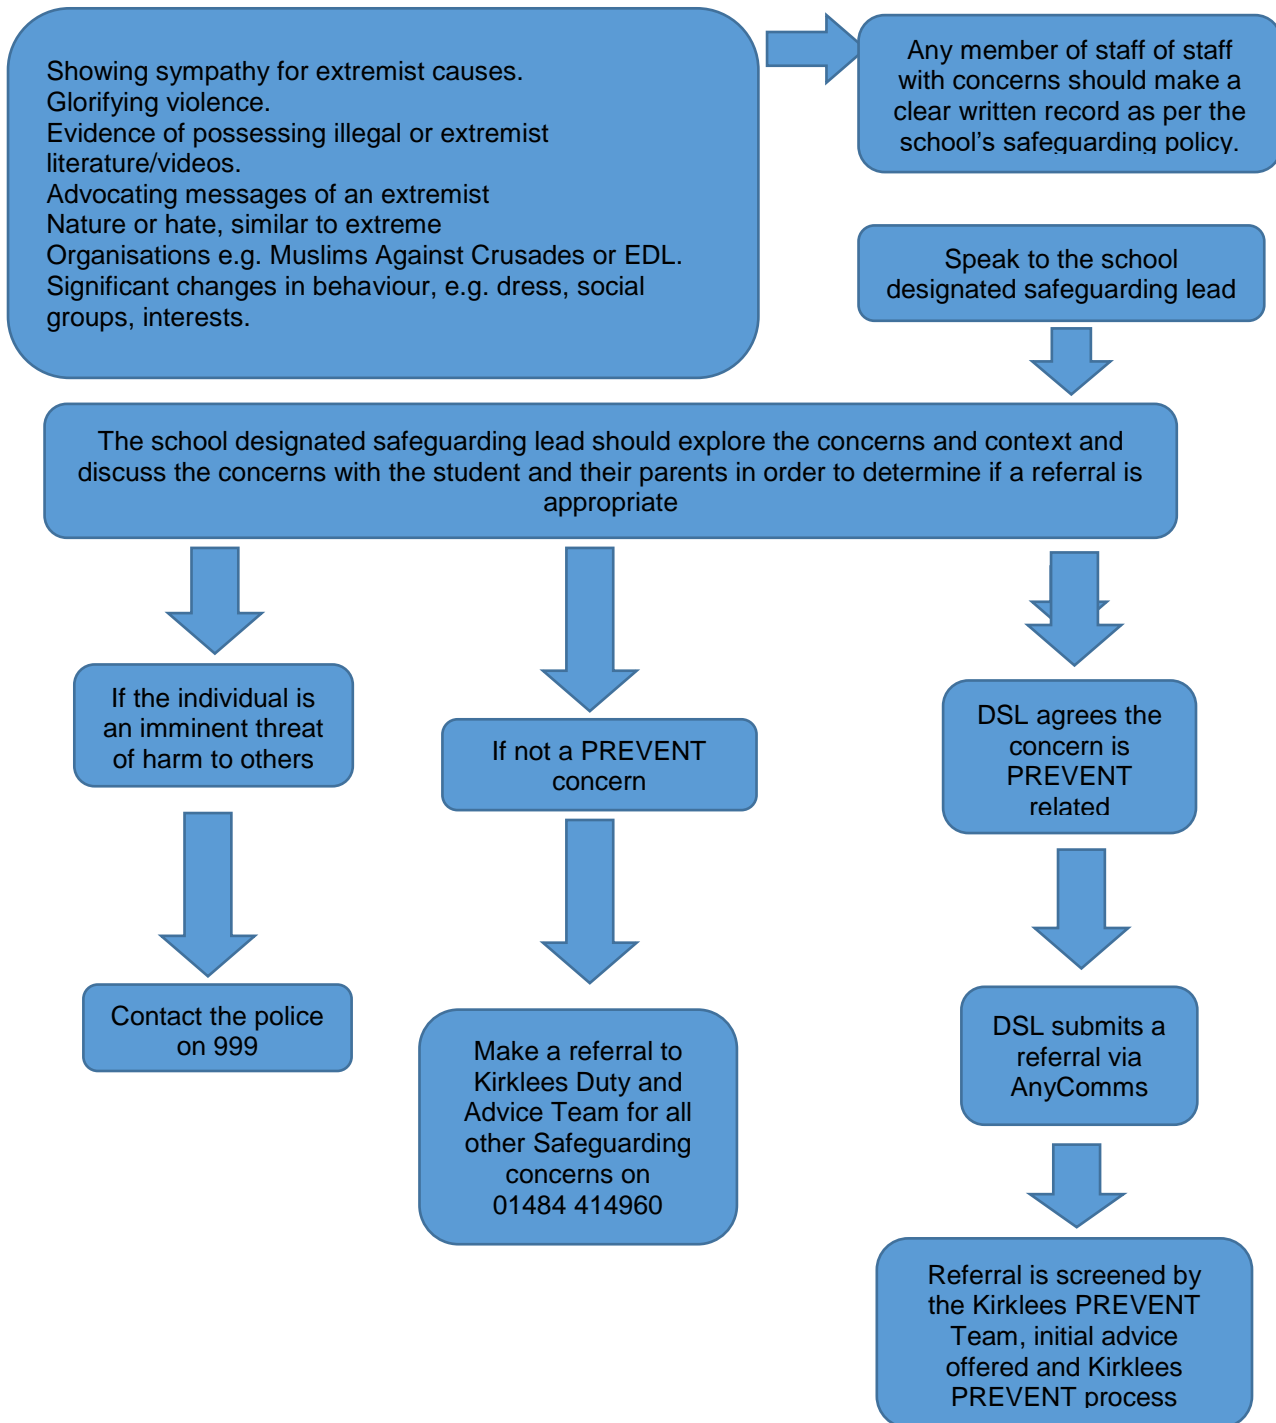 Showing sympathy for extremist causes.
Glorifying violence.
Evidence of possessing illegal or extremist
literature/videos.
Advocating messages of an extremist
Nature or hate, similar to extreme
Organisations e.g. Muslims Against Crusades or EDL.
Significant changes in behaviour, e.g. dress, social
groups, interests.
Any member of staff of staff
with concerns should make a
clear written record as per the
school’s safeguarding policy.
Speak to the school
designated safeguarding lead
The school designated safeguarding lead should explore the concerns and context and
discuss the concerns with the student and their parents in order to determine if a referral is
appropriate
If the individual is
an imminent threat
of harm to others
Contact the police
on 999
If not a PREVENT
concern
Make a referral to
Kirklees Duty and
Advice Team for all
other Safeguarding
concerns on
01484 414960
DSL agrees the
concern is
PREVENT
related
DSL submits a
referral via
AnyComms
Referral is screened by
the Kirklees PREVENT
Team, initial advice
offered and Kirklees
PREVENT process